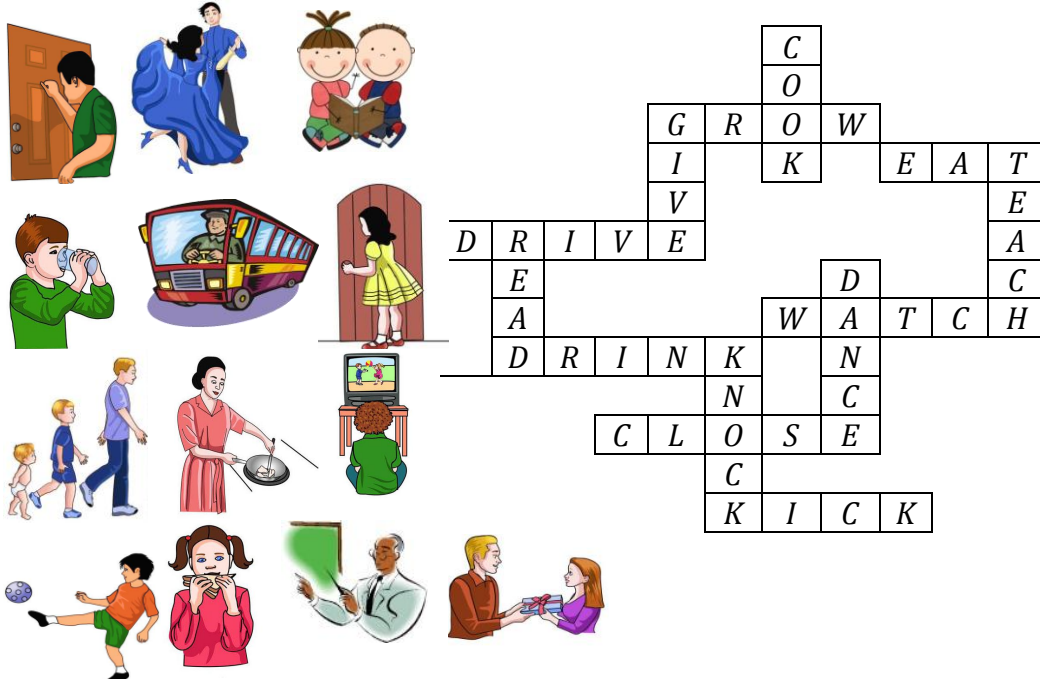 C
O
G R O W
I K E A T
V E
D R I V E A
E D C
A W A T C H
D R I N K N
N C
C L O S E
C
K I C K